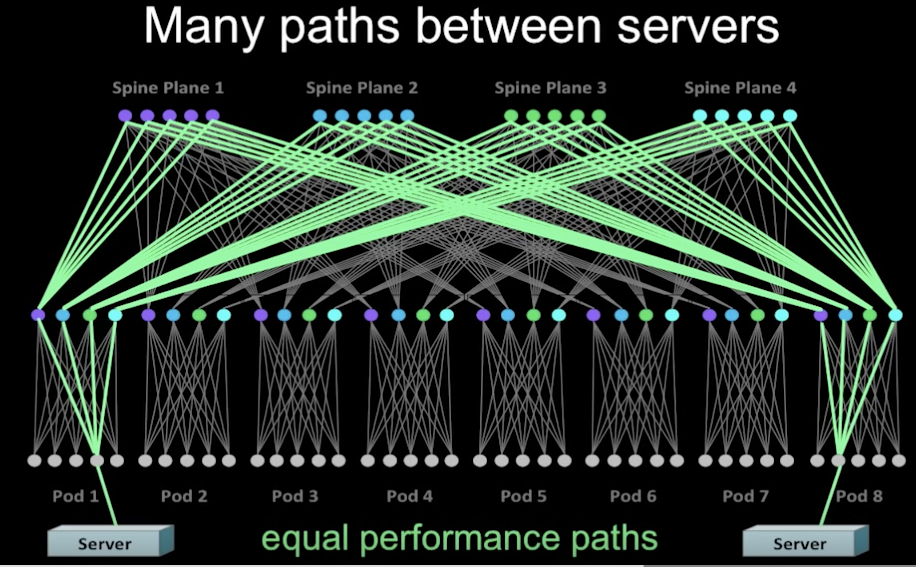 Many paths between servers
Spine Plane 1 Spine Plane 2 Spine Plane 3 Spine Plane 4
Pod 1 Pod 2 Pod 3 Pod 4 Pod 5 Pod 6 Pod 7 Pod 8
Server equal performance paths Server